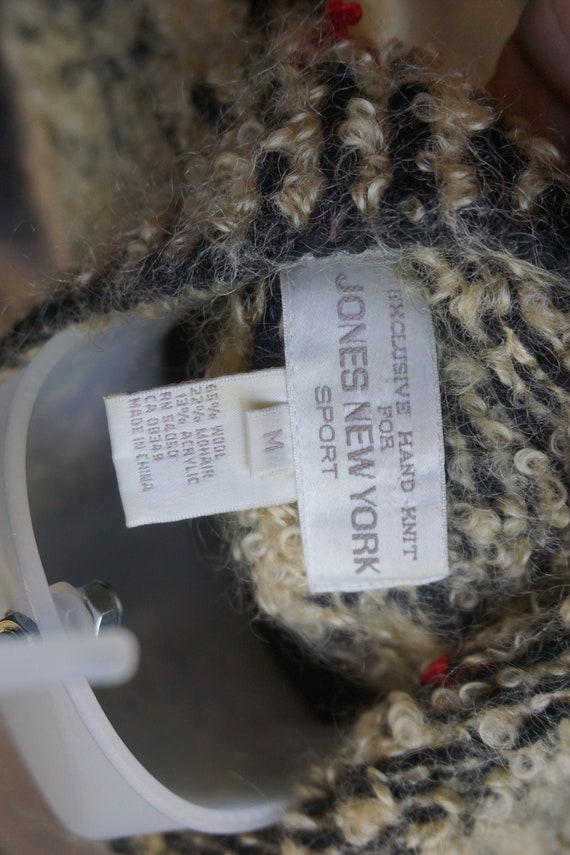 EXCLUSIVE HAND-KNIT
FOR
JONES NEW YORK
SPORT
M
65% WOOL
22% MOHAIR
13% ACRYLIC
RN 54050
CA 08349
MADE IN CHINA